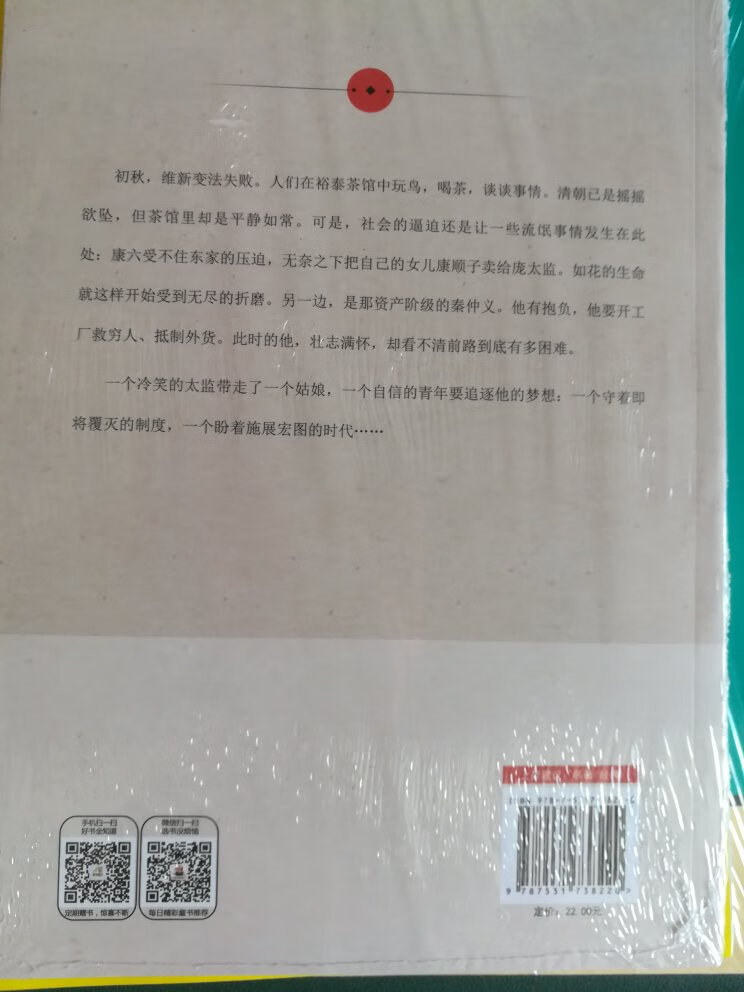 初秋，维新变法失败。人们在裕泰茶馆中玩鸟，喝茶，谈谈事情。清朝已是摇摇
欲坠，但茶馆里却是平静如常。可是，社会的逼迫还是让一些流氓事情发生在此
处：康六受不住东家的压迫，无奈之下把自己的女儿康顺子卖给庞太监。如花的生命
就这样开始受到无尽的折磨。另一边，是那资产阶级的秦仲义。他有抱负，他要开工
厂救穷人、抵制外货。此时的他，壮志满怀，却看不清前路到底有多困难。
一个冷笑的太监带走了一个姑娘，一个自信的青年要追逐他的梦想：一个守着即
将覆灭的制度，一个盼着施展宏图的时代……
手机扫一扫
好书全知道
定期赠书，惊喜不断
微信扫一扫
选书没烦恼
每日精彩童书推荐
ISBN 978-7-5
9 787531 738220 >
定价：22.00元